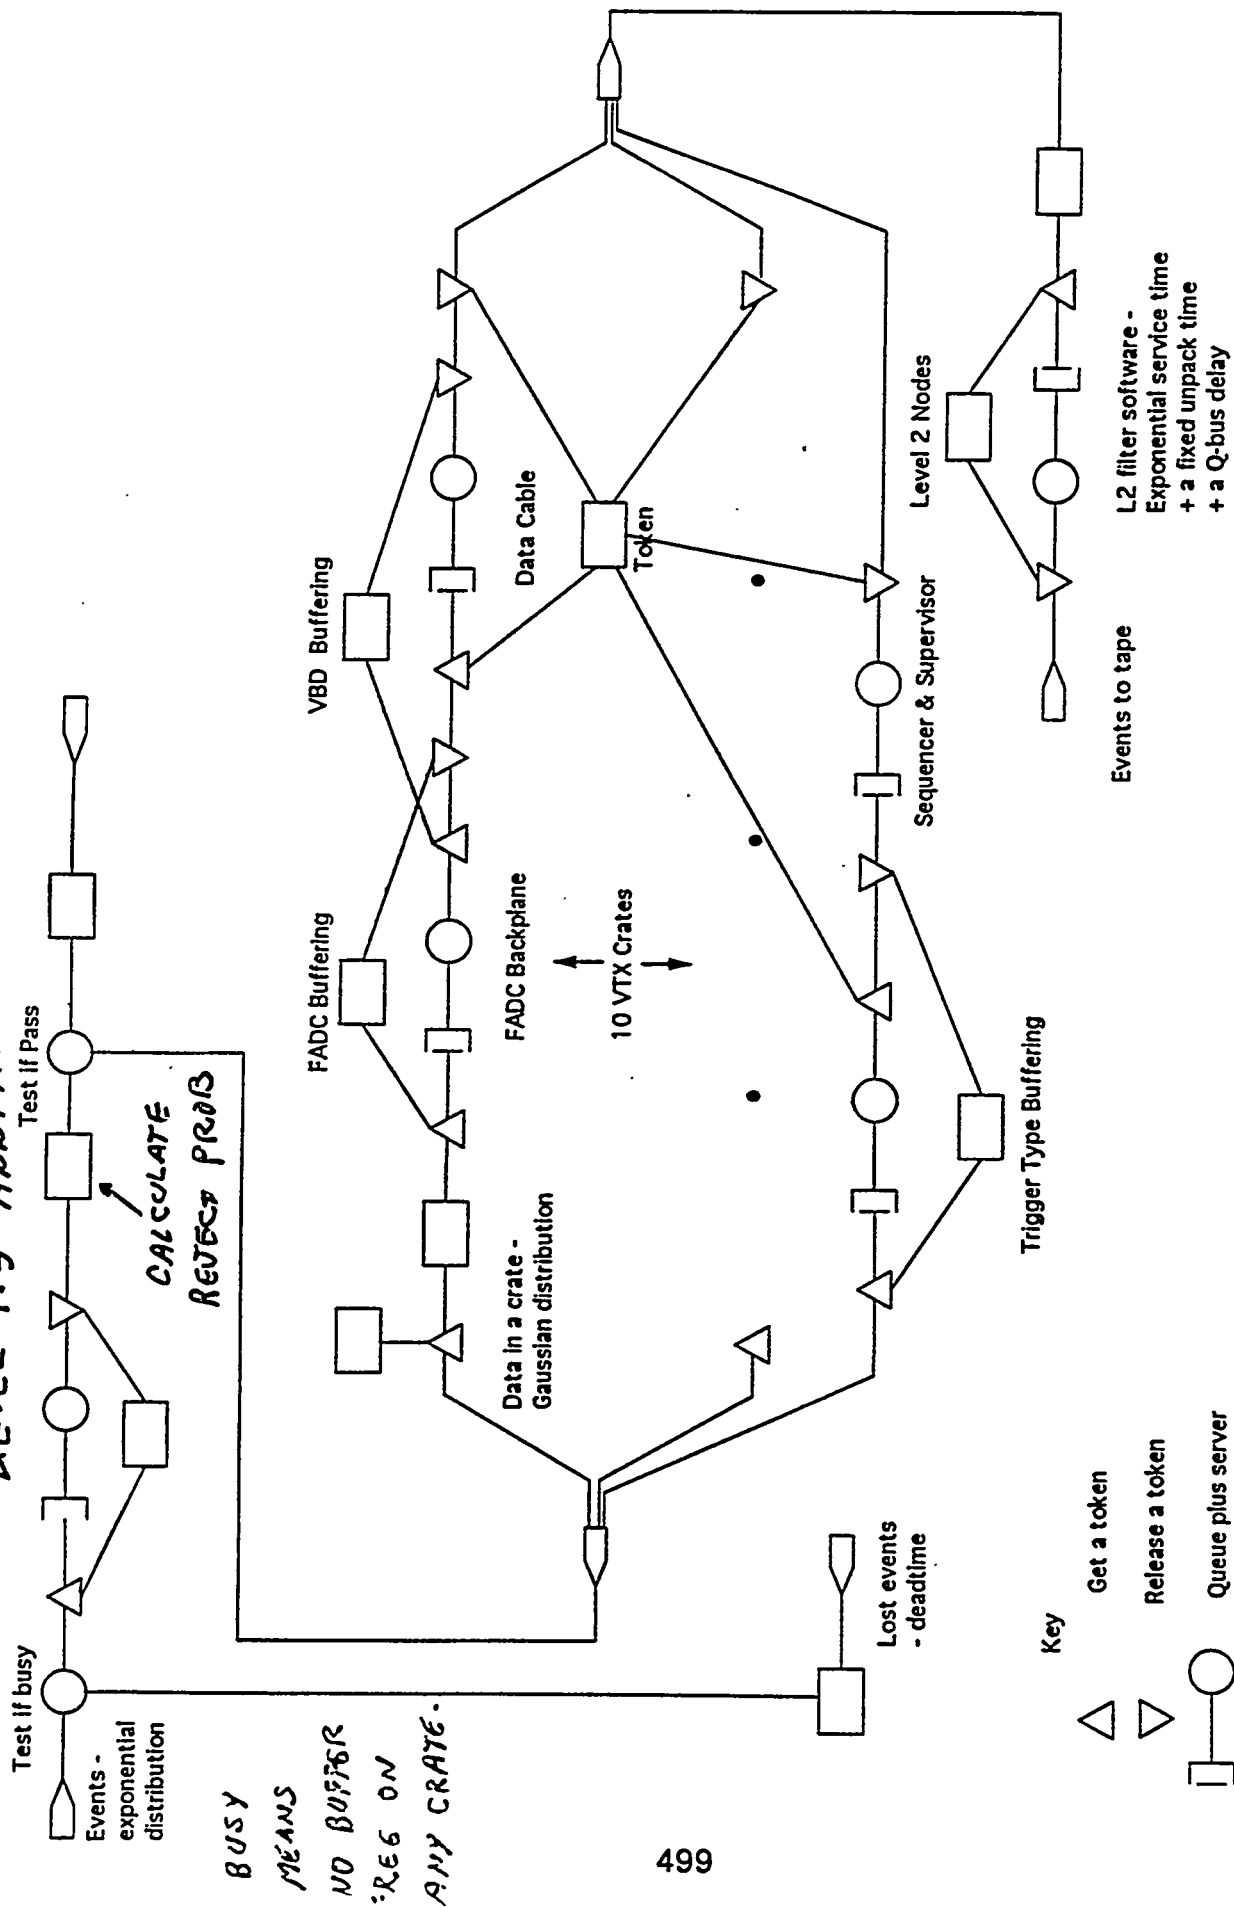 Test if busy
Events -
exponential
distribution
BUSY
MEANS
NO BUFFER
ON
ANY CRATE.
CALCULATE
REJECT PROB
Test if Pass
FADC Buffering
VBD Buffering
Data in a crate -
Gaussian distribution
FADC Backplane
10 VTX Crates
Data Cable
Token
Trigger Type Buffering
Sequencer & Supervisor
Level 2 Nodes
L2 filter software -
Exponential service time
+ a fixed unpack time
+ a Q-bus delay
Events to tape
Lost events
- deadtime
Key
Get a token
Release a token
Queue plus server
499